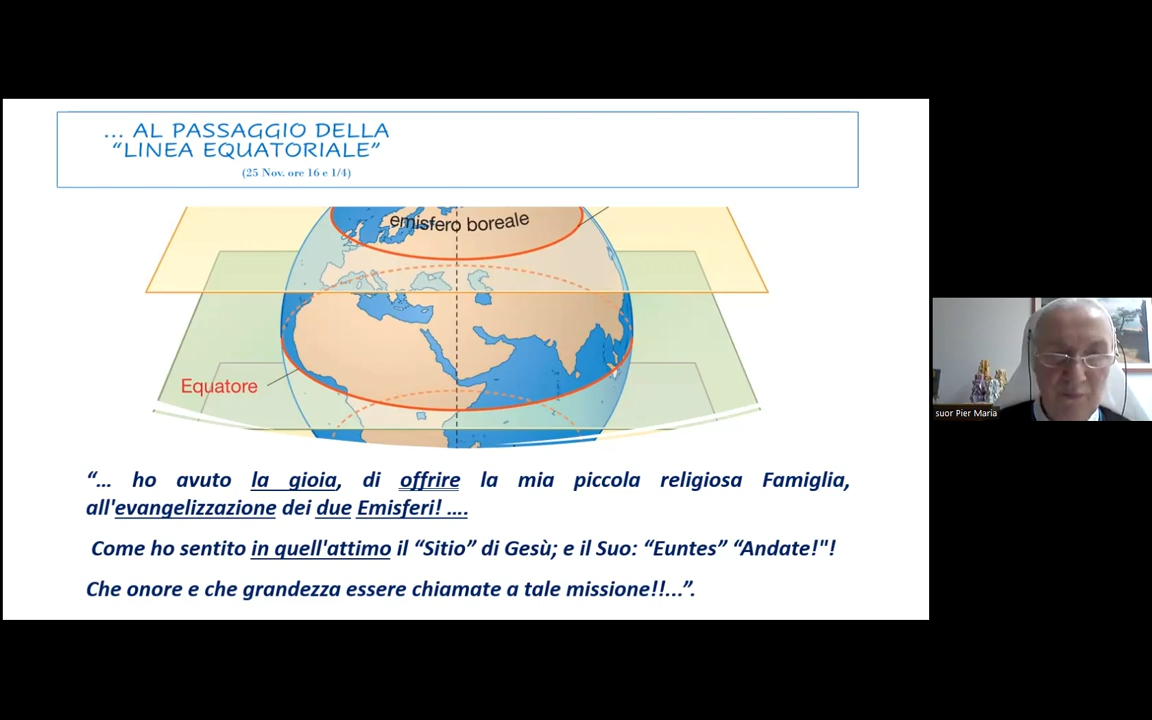 ... AL PASSAGGIO DELLA
“LINEA EQUATORIALE”
(25 Nov. ore 16 e 1/4)
emisfero boreale
Equatore
“... ho avuto la gioia, di offrire la mia piccola religiosa Famiglia,
all'evangelizzazione dei due Emisferi! ....
Come ho sentito in quell'attimo il “Sitio” di Gesù; e il Suo: “Euntes” “Andate!"!
Che onore e che grandezza essere chiamate a tale missione!!...”.
suor Pier Maria